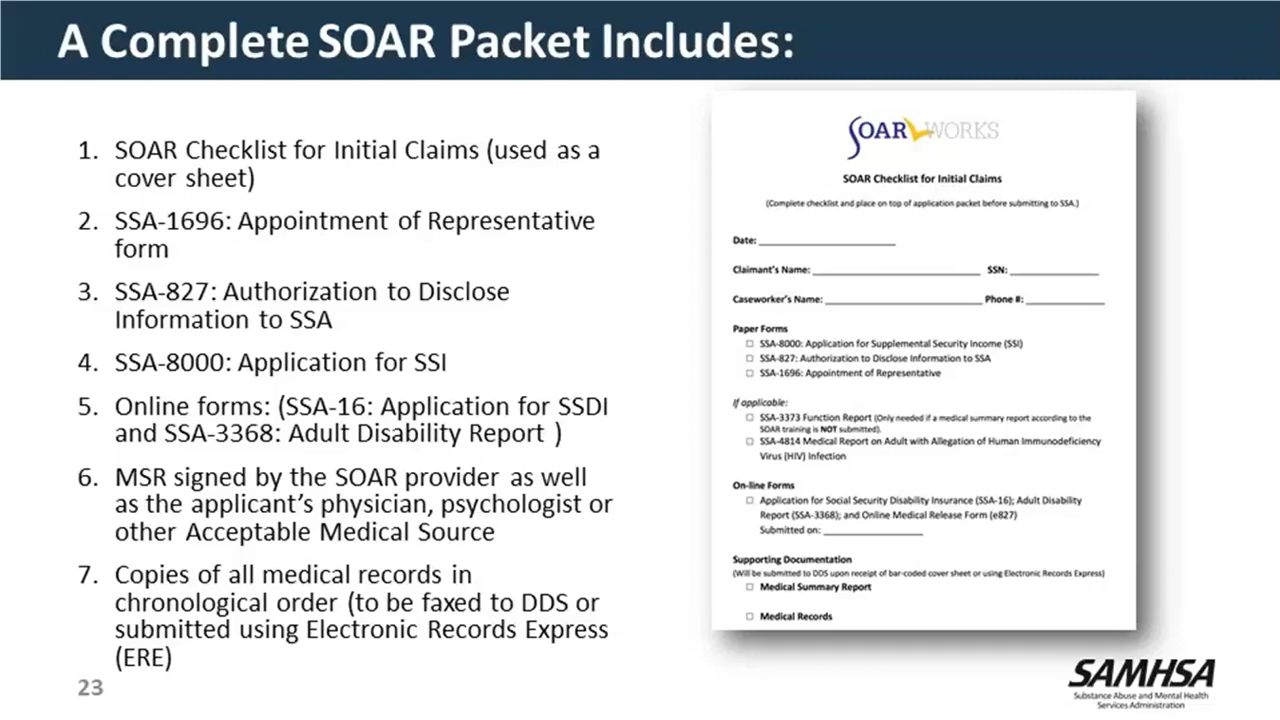 A Complete SOAR Packet Includes:
1. SOAR Checklist for Initial Claims (used as a
cover sheet)
2. SSA-1696: Appointment of Representative
form
3. SSA-827: Authorization to Disclose
Information to SSA
4. SSA-8000: Application for SSI
5. Online forms: (SSA-16: Application for SSDI
and SSA-3368: Adult Disability Report )
6. MSR signed by the SOAR provider as well
as the applicant’s physician, psychologist or
other Acceptable Medical Source
7. Copies of all medical records in
chronological order (to be faxed to DDS or
submitted using Electronic Records Express
(ERE)
23
SOAR WORKS
SOAR Checklist for Initial Claims
(Complete checklist and place on top of application packet before submitting to SSA.)
Date: ____________________
Claimant’s Name: ____________________ SSN: ____________________
Caseworker’s Name: ____________________ Phone #: ____________________
Paper Forms
☐ SSA-8000: Application for Supplemental Security Income (SSI)
☐ SSA-827: Authorization to Disclose Information to SSA
☐ SSA-1696: Appointment of Representative
If applicable:
☐ SSA-3373 Function Report (Only needed if a medical summary report according to the
SOAR training is NOT submitted).
☐ SSA-4814 Medical Report on Adult with Allegation of Human Immunodeficiency
Virus (HIV) Infection
On-line Forms
☐ Application for Social Security Disability Insurance (SSA-16); Adult Disability
Report (SSA-3368); and Online Medical Release Form (e827)
Submitted on: ____________________
Supporting Documentation
(Will be submitted to DDS upon receipt of bar-coded cover sheet or using Electronic Records Express)
☐ Medical Summary Report
☐ Medical Records
SAMHSA
Substance Abuse and Mental Health
Services Administration